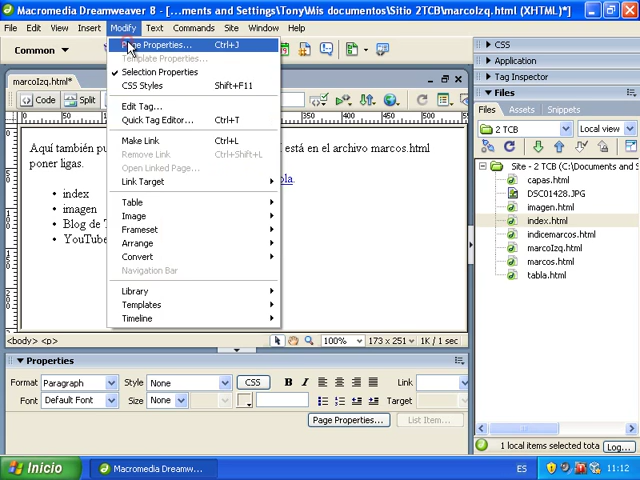 Macromedia Dreamweaver 8 - [...ments and Settings\Tony\Mis documentos\Sitio 2TCB\marcoIzq.html (XHTML)*]
File Edit View Insert Modify Text Commands Site Window Help
Common
Page Properties... Ctrl+J
Template Properties...
Selection Properties
CSS Styles Shift+F11
Edit Tag...
Quick Tag Editor... Ctrl+T
Make Link Ctrl+L
Remove Link Ctrl+Shift+L
Open Linked Page...
Link Target
Table
Image
Frameset
Arrange
Convert
Navigation Bar
Library
Templates
Timeline
marcoIzq.html*
Code Split
Aquí también pu
está en el archivo marcos.html
poner ligas.
ola.
index
imagen
Blog de T
YouTube
<body> <p>
100% 173 x 251 1K / 1 sec
Properties
Format Paragraph Style None CSS B I Link
Font Default Font Size None Target
Page Properties... List Item...
CSS
Application
Tag Inspector
Files
Files Assets Snippets
2 TCB Local view
Site - 2 TCB (C:\Documents and S
capas.html
DSC01428.JPG
imagen.html
index.html
indicemarcos.html
marcoIzq.html
marcos.html
tabla.html
1 local items selected tota Log...
Inicio Macromedia Dreamw... ES 11:12